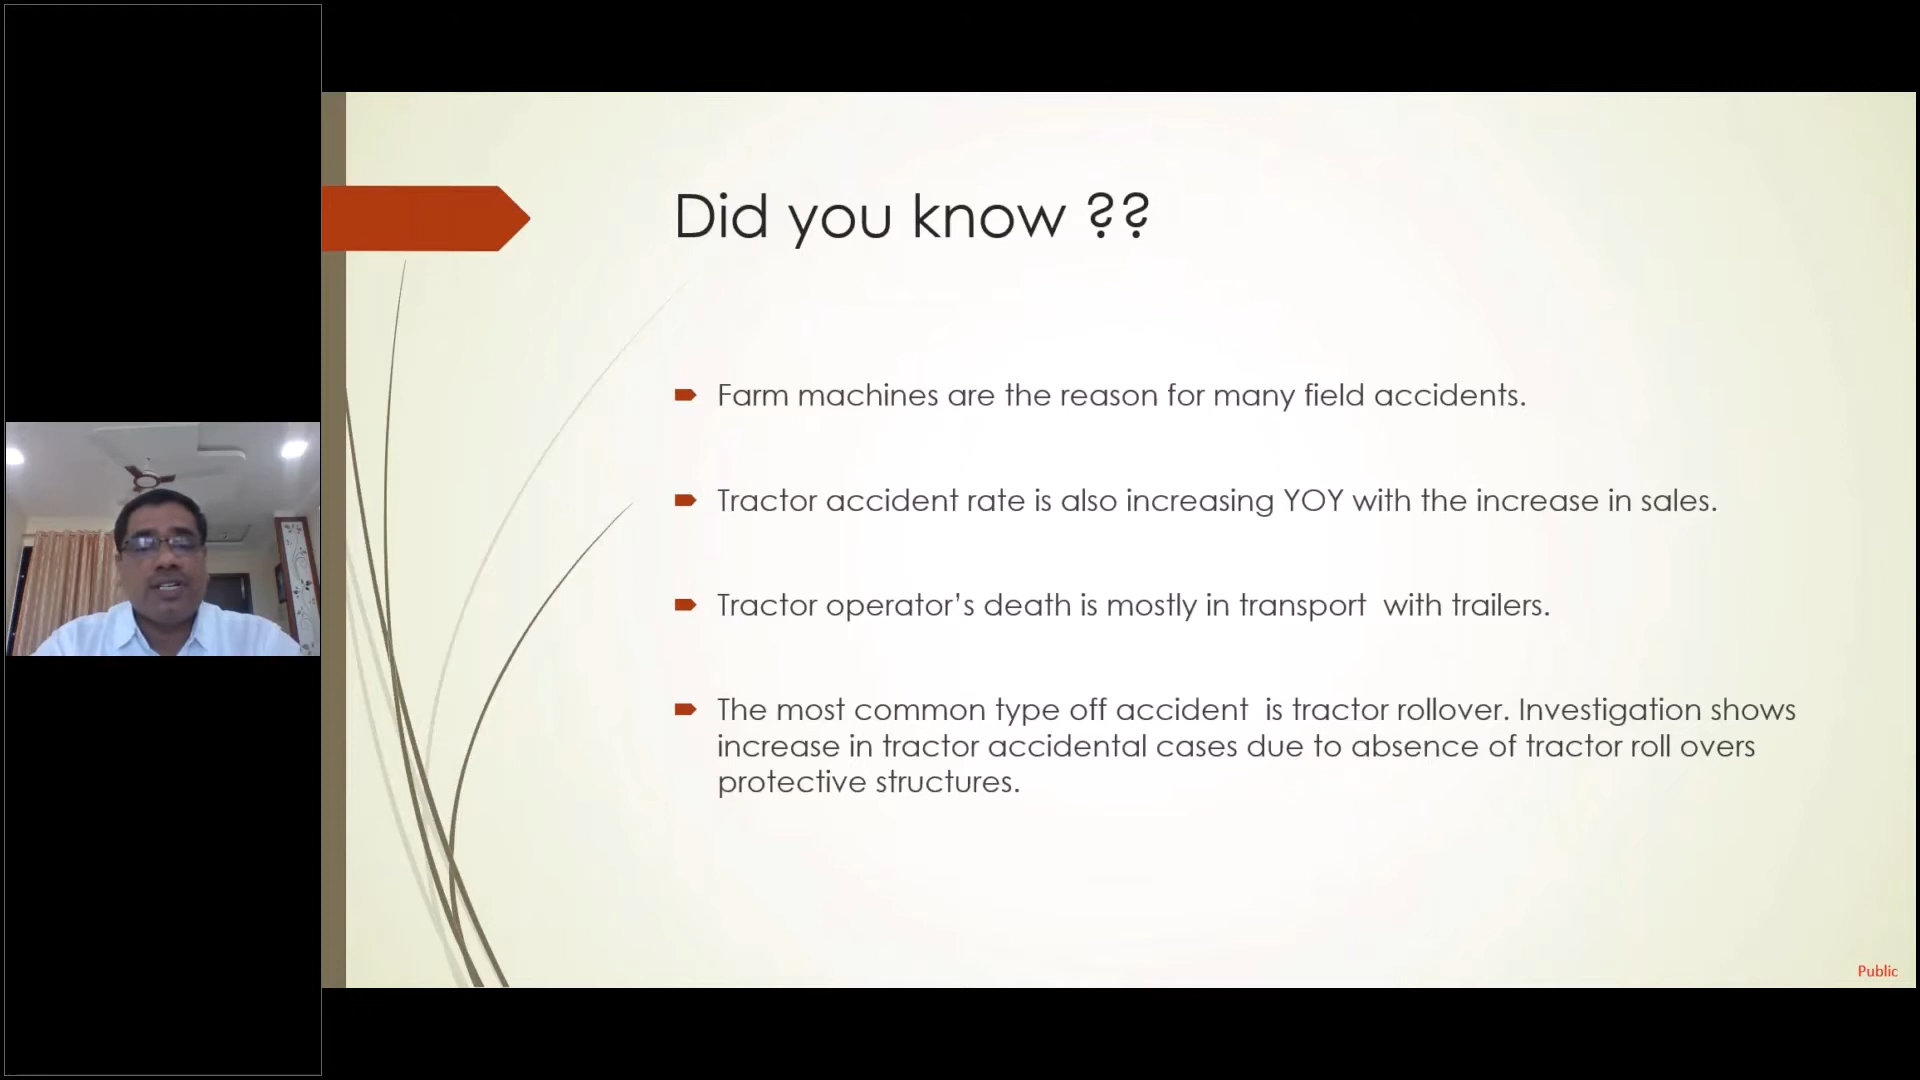 Did you know ??
Farm machines are the reason for many field accidents.
Tractor accident rate is also increasing YOY with the increase in sales.
Tractor operator’s death is mostly in transport  with trailers.
The most common type off accident  is tractor rollover. Investigation shows
increase in tractor accidental cases due to absence of tractor roll overs
protective structures.
Public